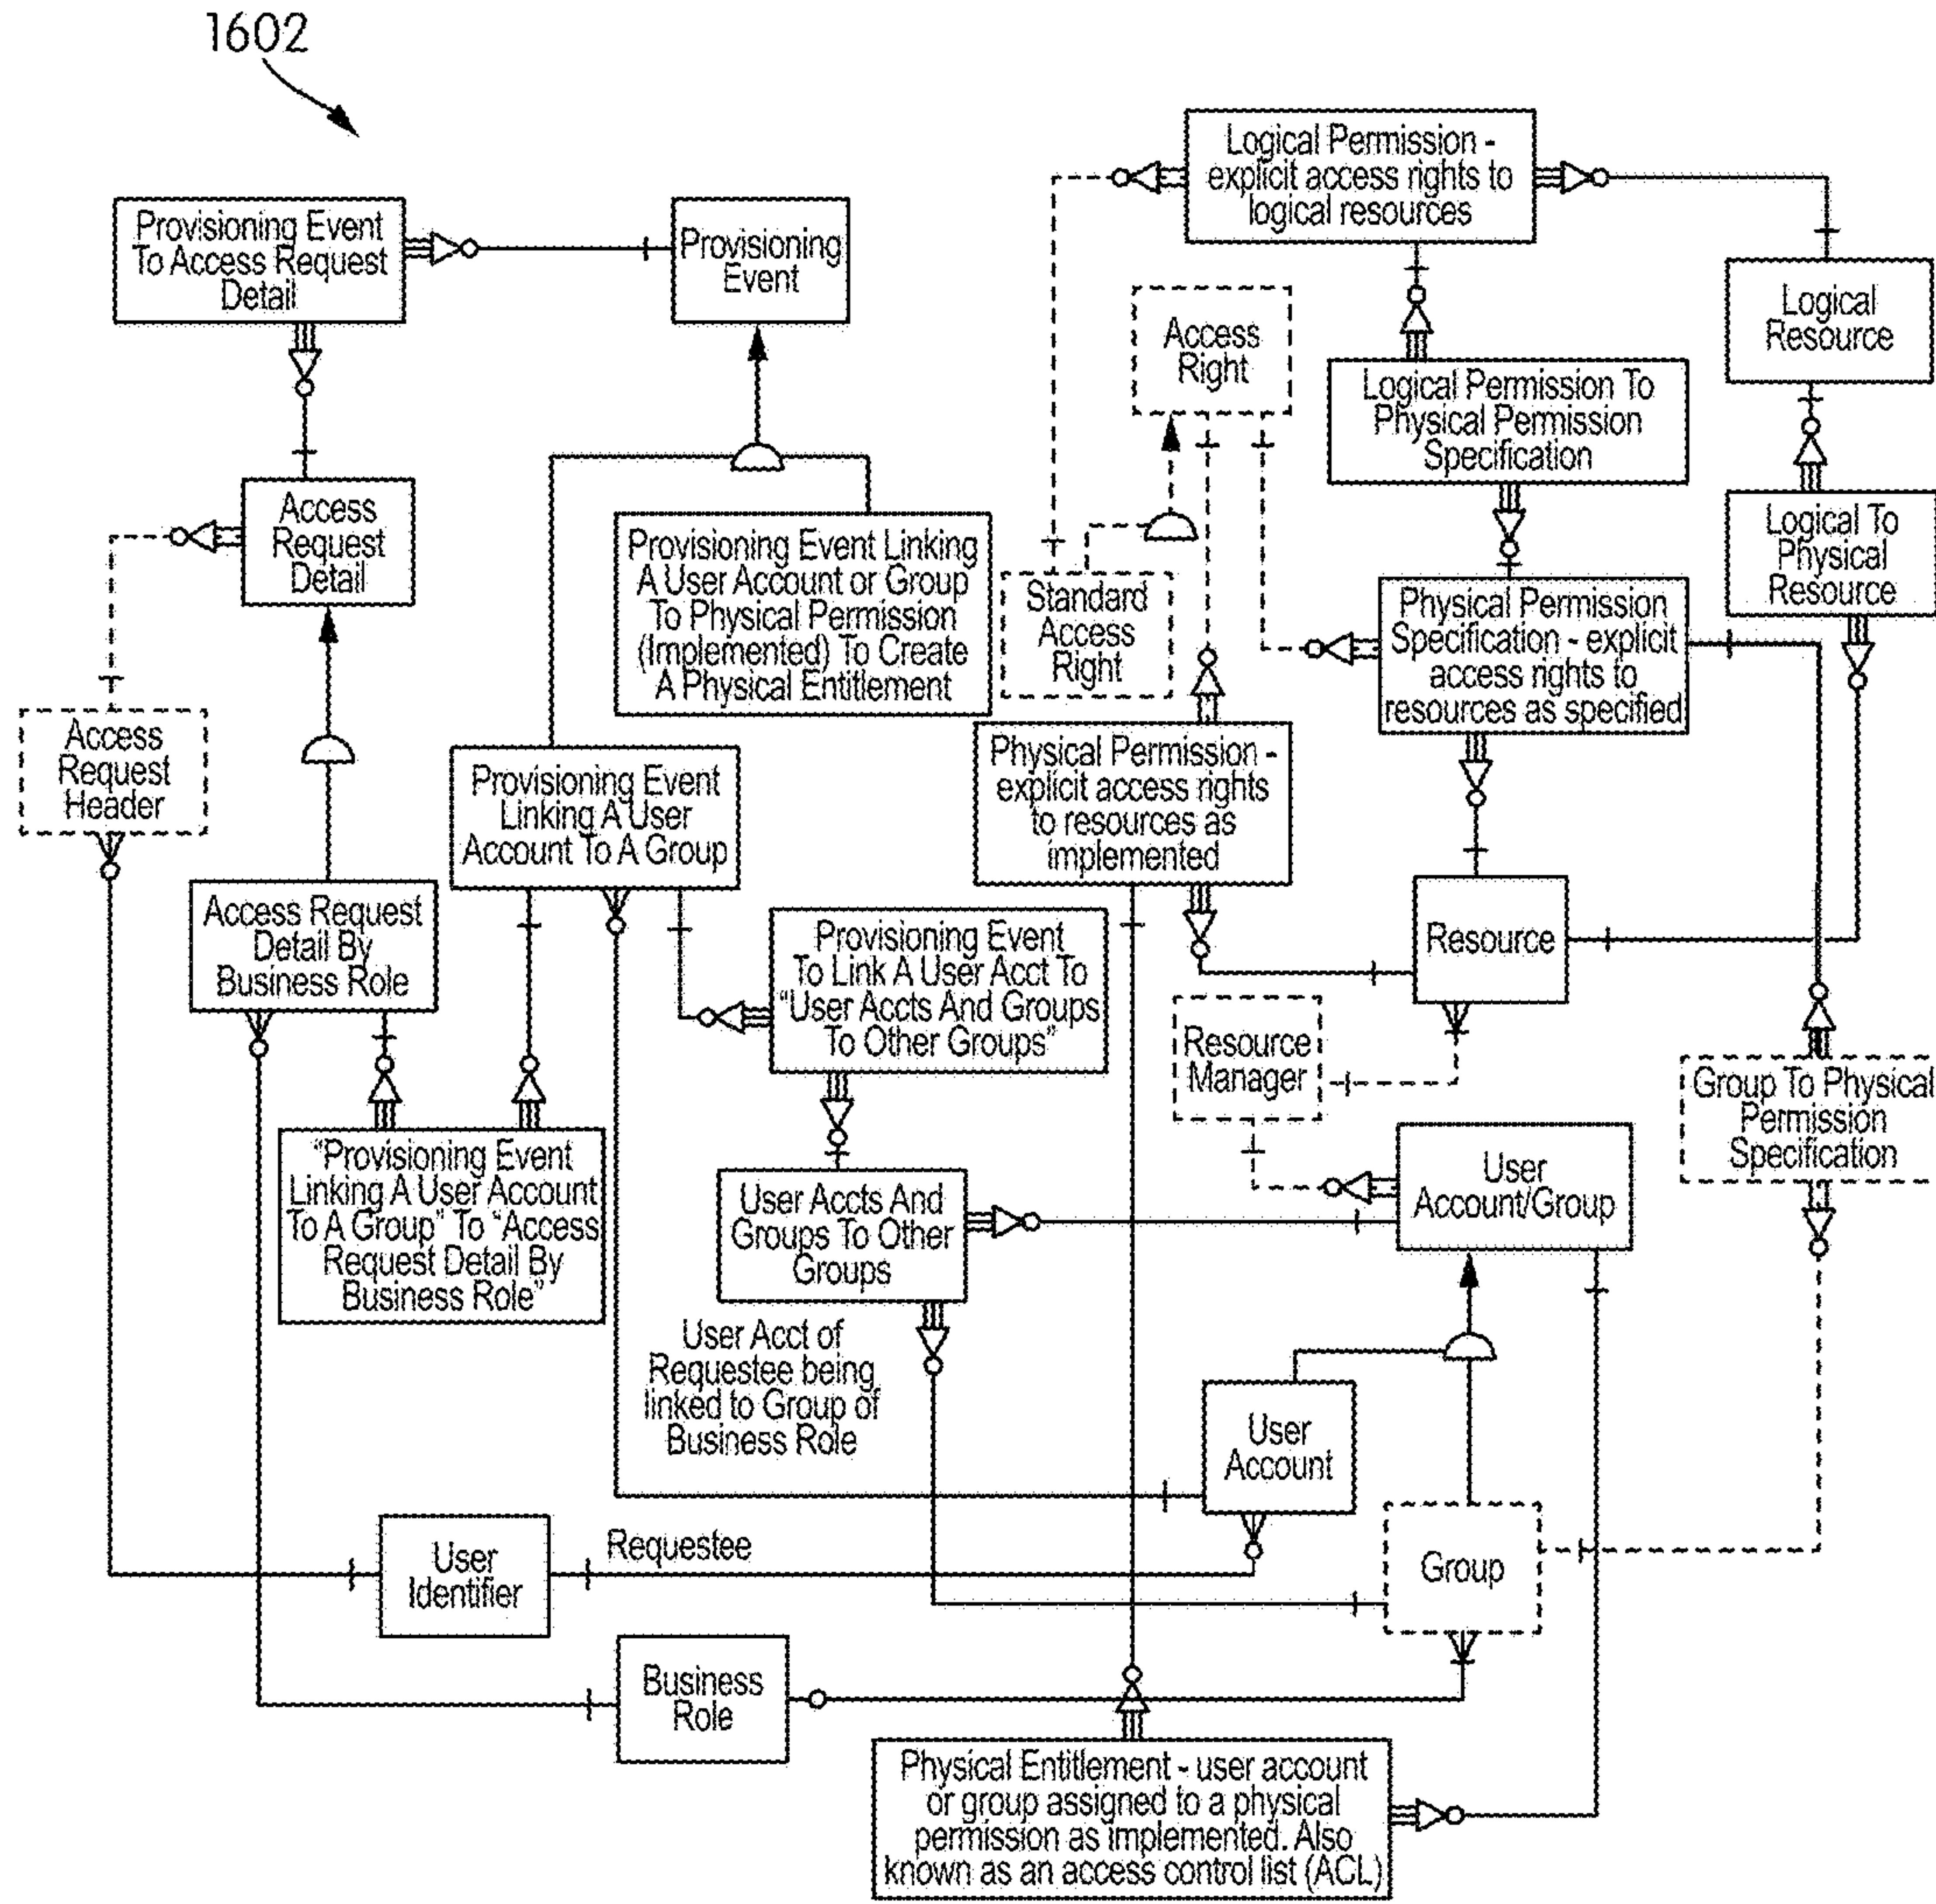 1602
Provisioning Event
To Access Request
Detail
Provisioning
Event
Logical Permission -
explicit access rights to
logical resources
Logical
Resource
Access
Right
Logical Permission To
Physical Permission
Specification
Logical To
Physical
Resource
Access
Request
Detail
Provisioning Event Linking
A User Account or Group
To Physical Permission
(Implemented) To Create
A Physical Entitlement
Standard
Access
Right
Physical Permission
Specification - explicit
access rights to
resources as specified
Access
Request
Header
Provisioning Event
Linking A User
Account To A Group
Physical Permission -
explicit access rights
to resources as
implemented
Access Request
Detail By
Business Role
Provisioning Event
To Link A User Acct To
"User Accts And Groups
To Other Groups"
Resource
Resource
Manager
Group To Physical
Permission
Specification
"Provisioning Event
Linking A User Account
To A Group" To "Access
Request Detail By
Business Role"
User Accts And
Groups To Other
Groups
User
Account/Group
User Acct of
Requestee being
linked to Group of
Business Role
User
Account
User
Identifier
Requestee
Group
Business
Role
Physical Entitlement - user account
or group assigned to a physical
permission as implemented. Also
known as an access control list (ACL)